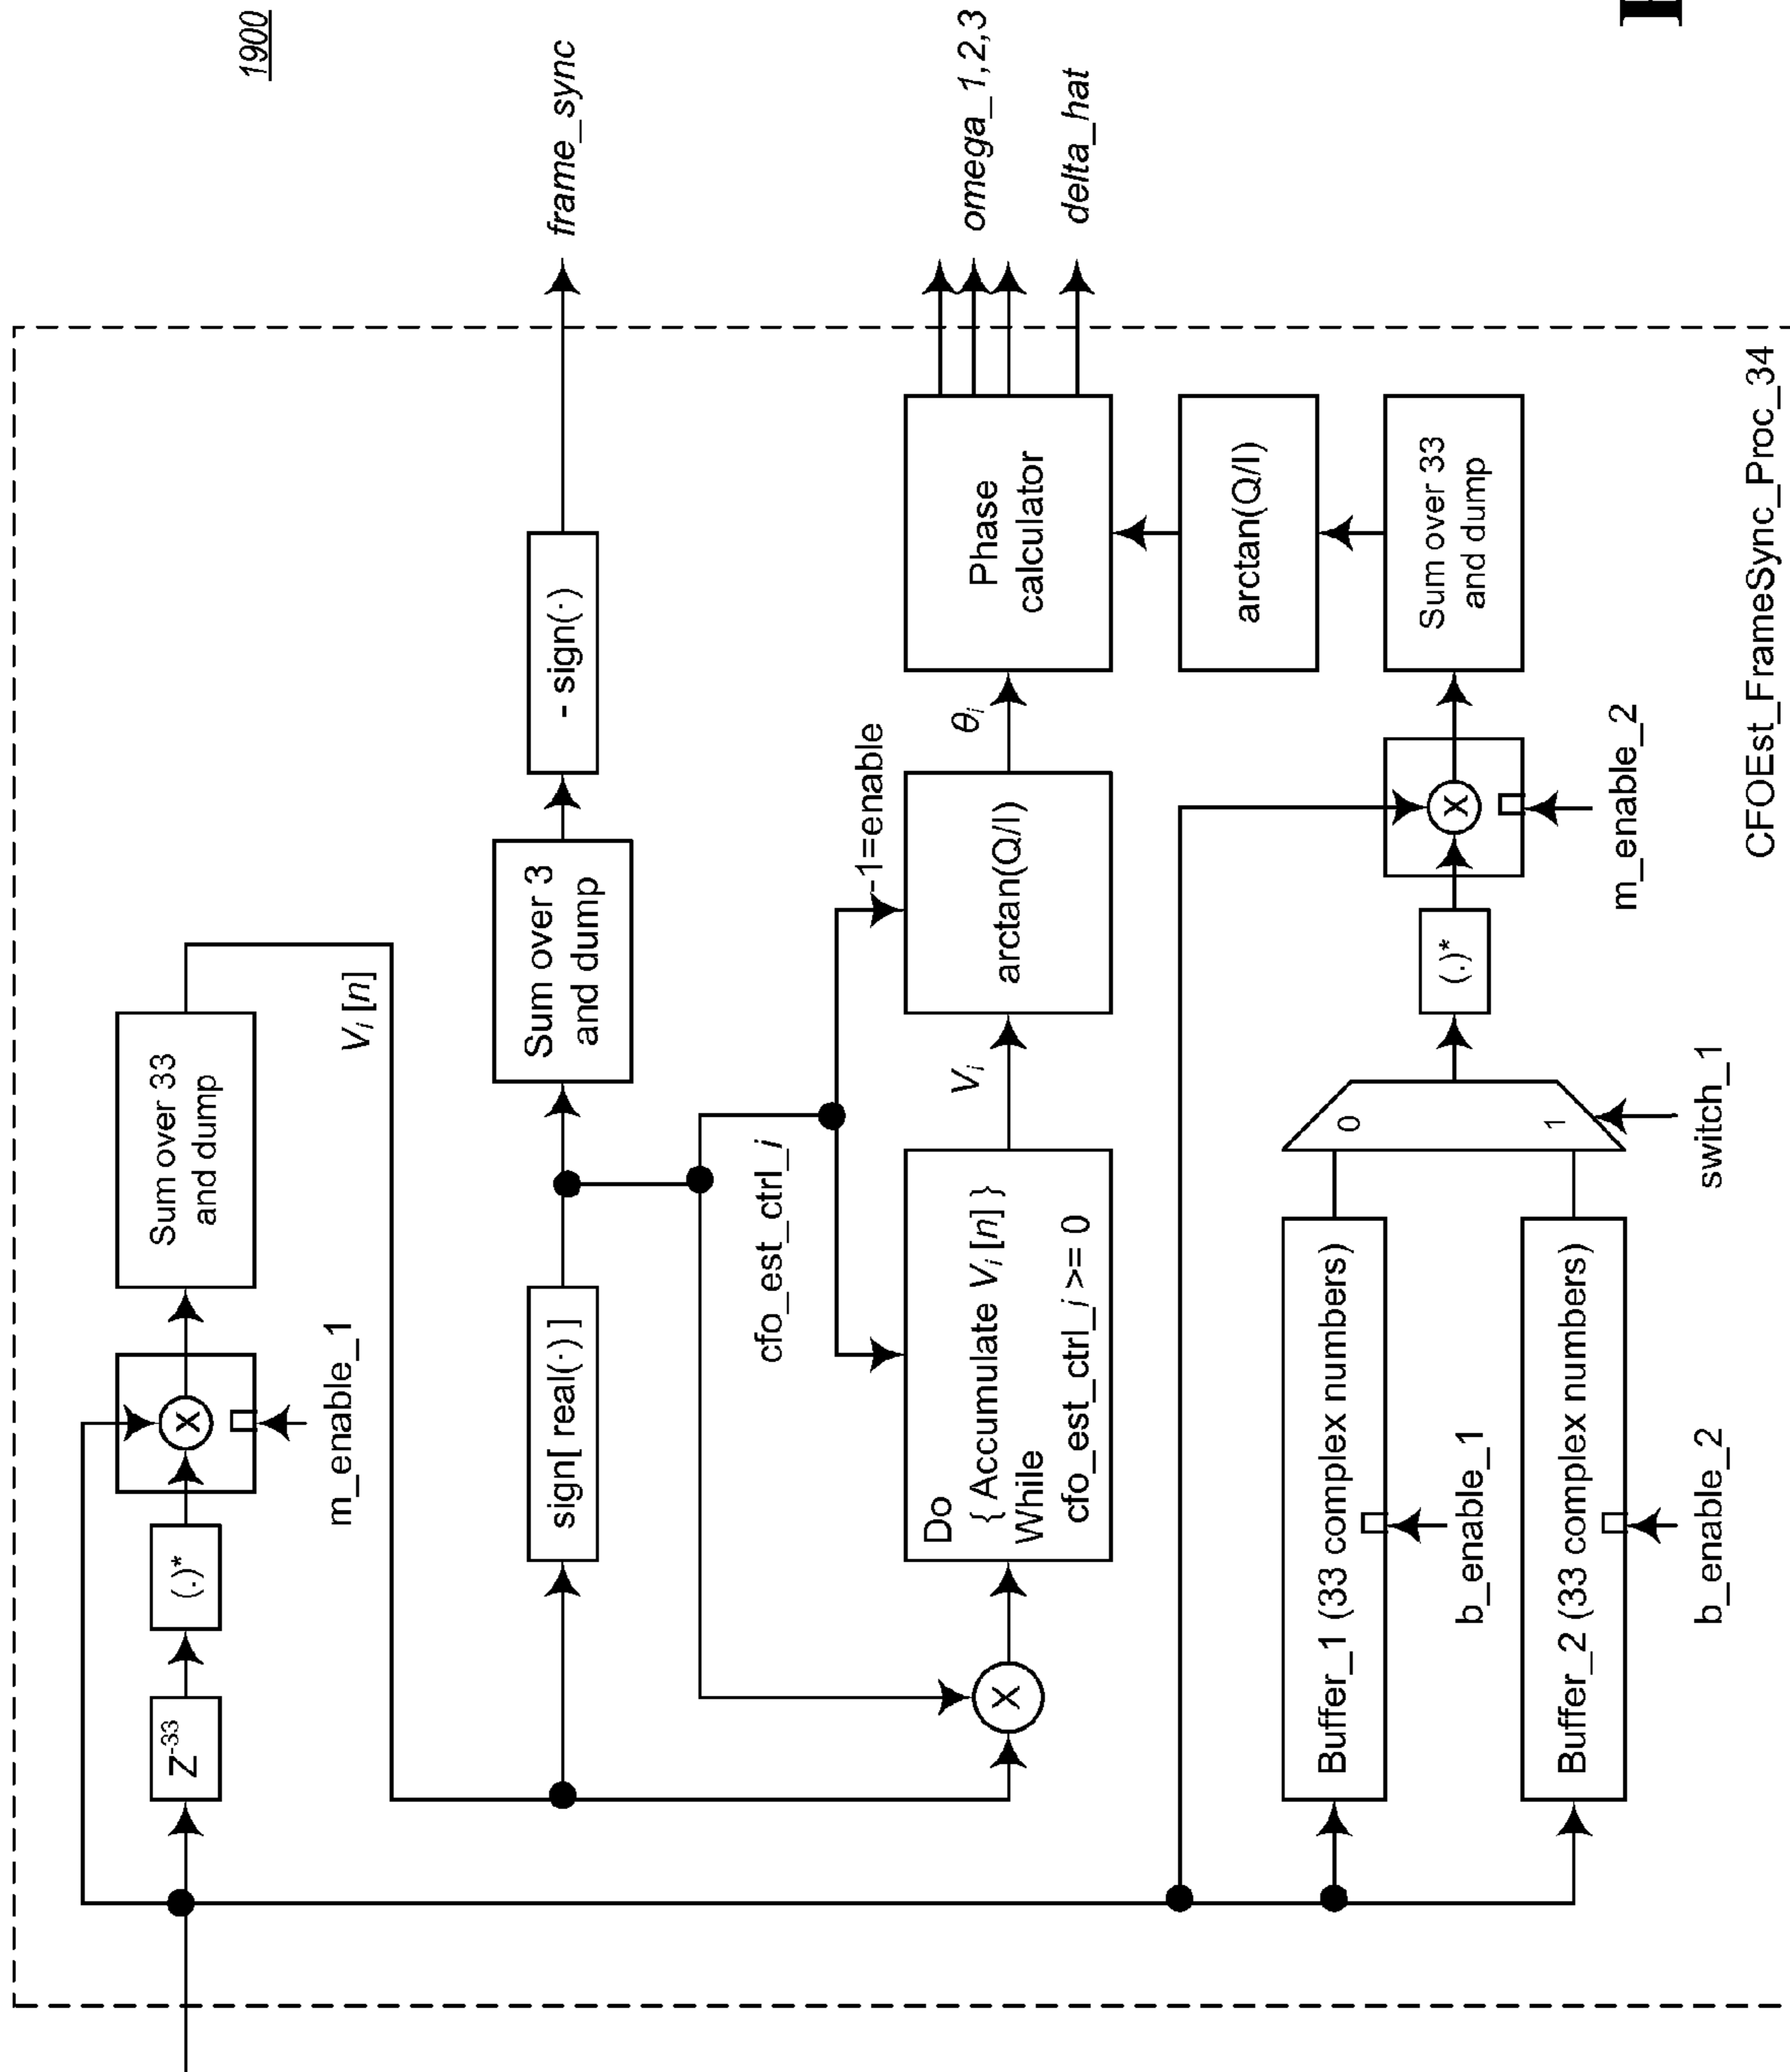 1900
Z-33
(.)*
X
m_enable_1
Sum over 33
and dump
Vi [n]
sign[ real(·) ]
Sum over 3
and dump
- sign(·)
frame_sync
cfo_est_ctrl_i
-1=enable
X
Do
{ Accumulate Vi [n] }
While
cfo_est_ctrl_i >= 0
Vi
arctan(Q/I)
θi
Phase
calculator
omega_1,2,3
delta_hat
arctan(Q/I)
Sum over 33
and dump
Buffer_1 (33 complex numbers)
b_enable_1
Buffer_2 (33 complex numbers)
b_enable_2
0
1
switch_1
(.)*
X
m_enable_2
CFOEst_FrameSync_Proc_34